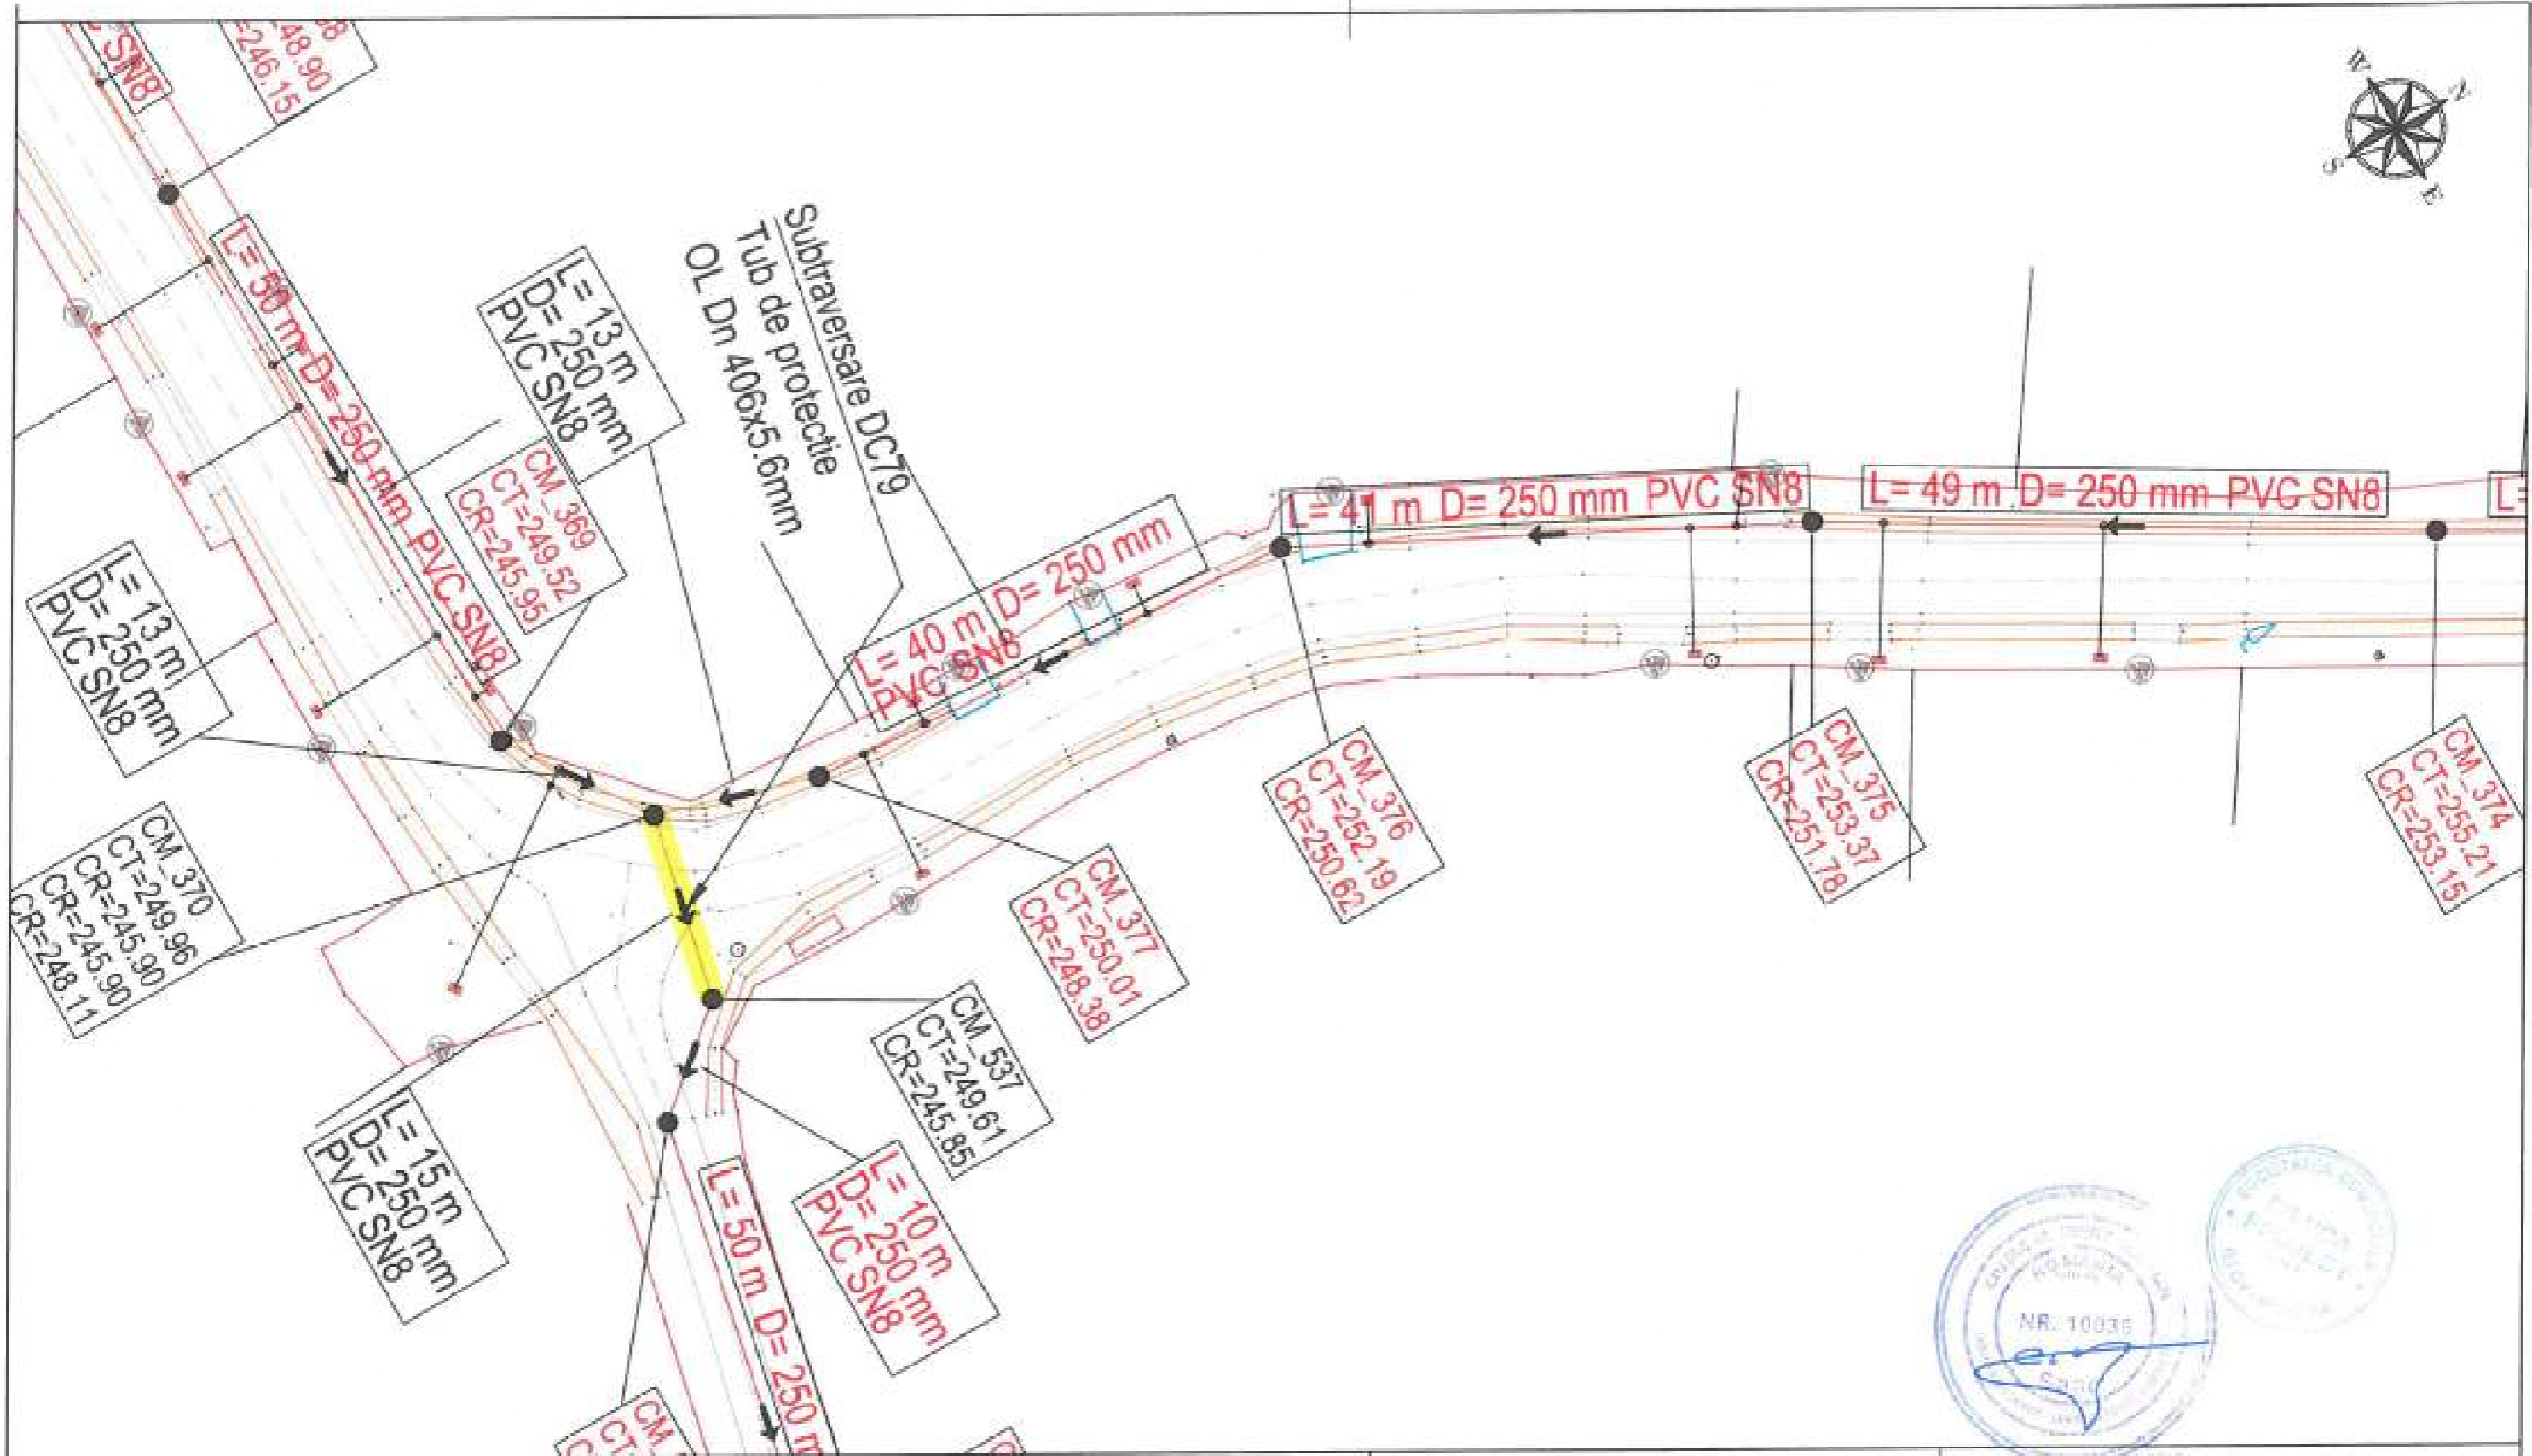 SN8
48.90
=246.15
L= 50 m D= 250 mm PVC SN8
L= 13 m
D= 250 mm
PVC SN8
Subtraversare DC79
Tub de protectie
OL Dn 406x5.6mm
CM_369
CT=249.52
CR=245.95
L= 40 m D= 250 mm
PVC SN8
L= 41 m D= 250 mm PVC SN8
L= 49 m D= 250 mm PVC SN8
L=
N
E
S
L= 13 m
D= 250 mm
PVC SN8
CM_370
CT=249.96
CR=245.90
CR=245.90
CR=248.11
CM_376
CT=252.19
CR=250.62
CM_375
CT=253.37
CR=251.78
CM_374
CT=255.21
CR=253.15
CM_377
CT=250.01
CR=248.38
CM_537
CT=249.61
CR=245.85
L= 15 m
D= 250 mm
PVC SN8
L= 10 m
D= 250 mm
PVC SN8
L= 50 m D= 250 m
CM_
CT=
ROMANIA
NR. 10036